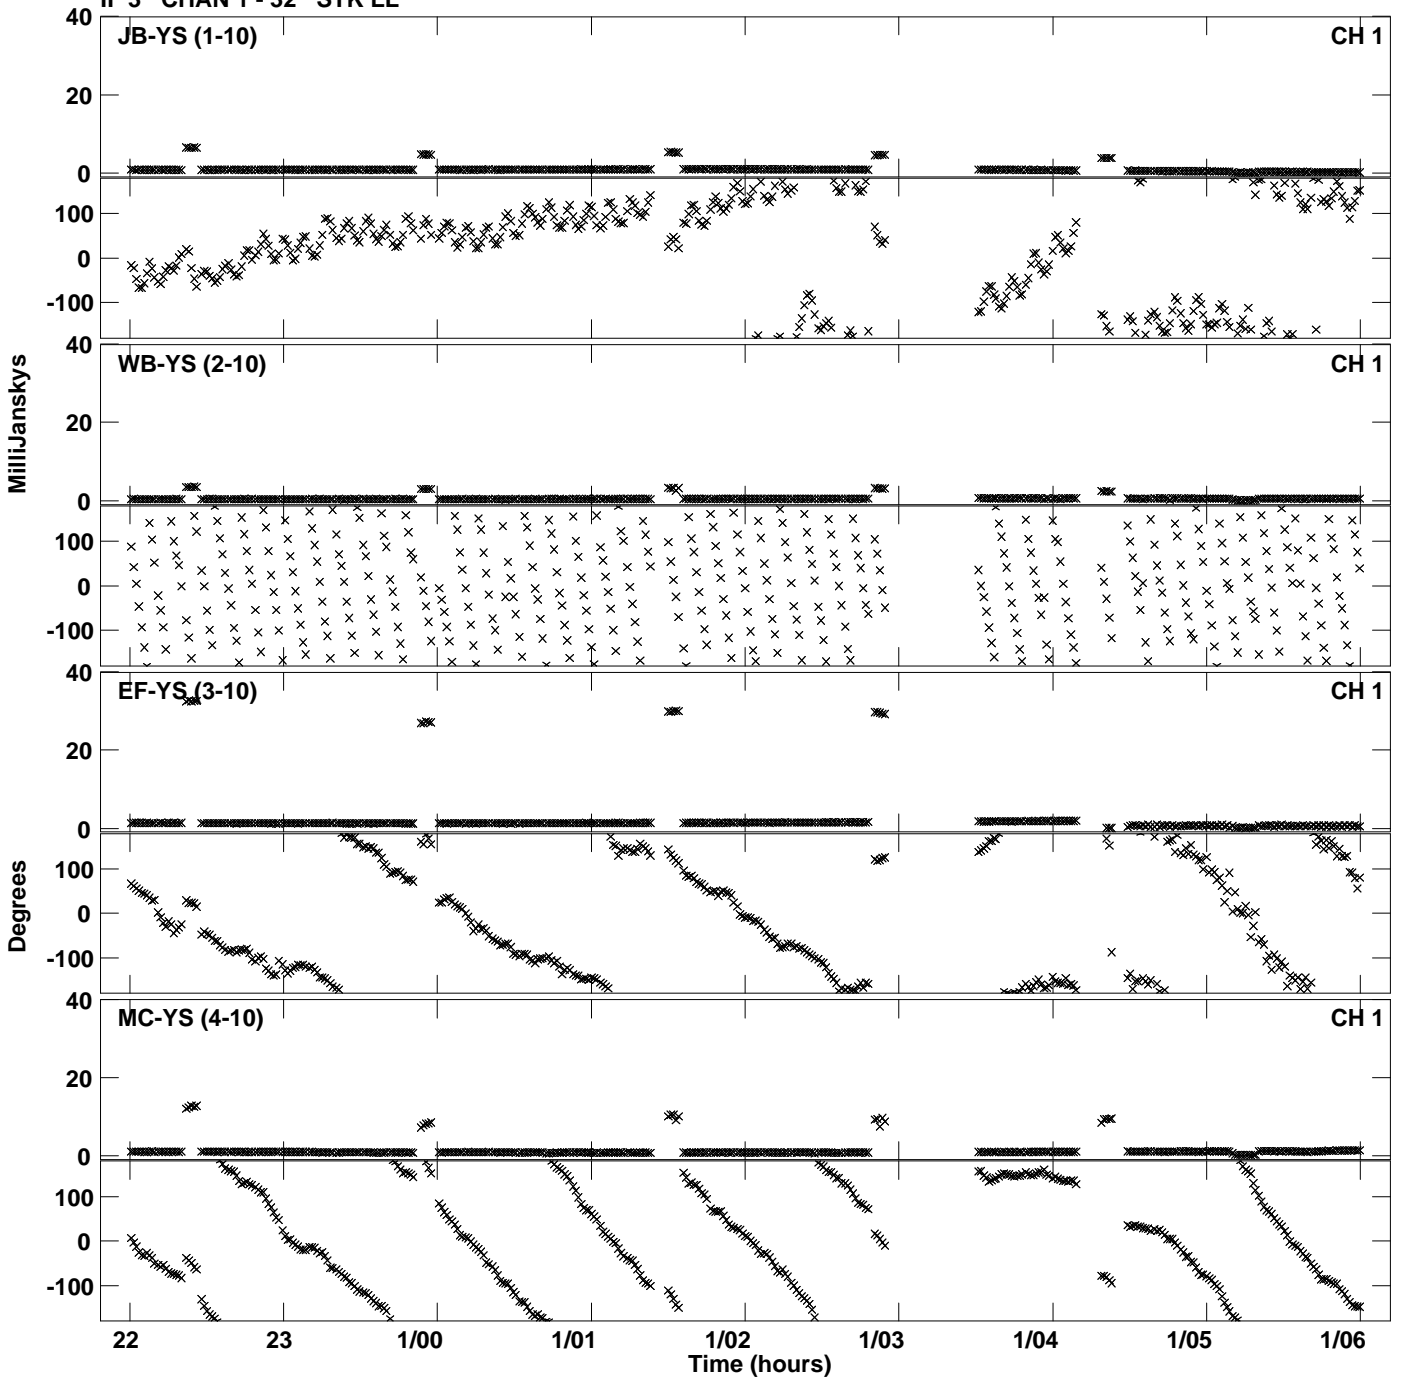 IF 3 CHAN 1 - 32 STK LL
40
JB-YS (1-10) CH 1
20
0
100
0
-100
40
WB-YS (2-10) CH 1
20
0
100
0
-100
MilliJanskys
40
EF-YS (3-10) CH 1
20
0
100
0
-100
Degrees
40
MC-YS (4-10) CH 1
20
0
100
0
-100
22 23 1/00 1/01 1/02 1/03 1/04 1/05 1/06
Time (hours)